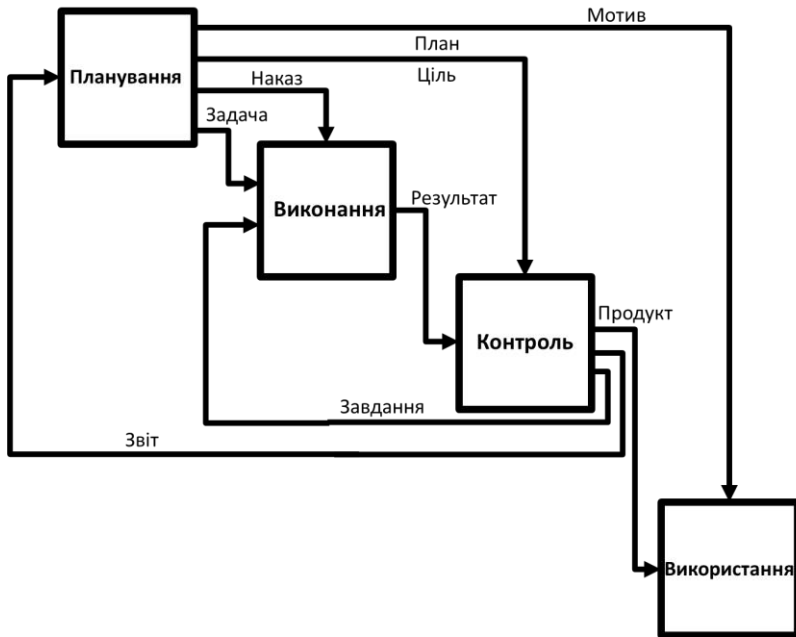 Мотив
План
Планування
Наказ
Ціль
Задача
Виконання
Результат
Продукт
Контроль
Завдання
Звіт
Використання